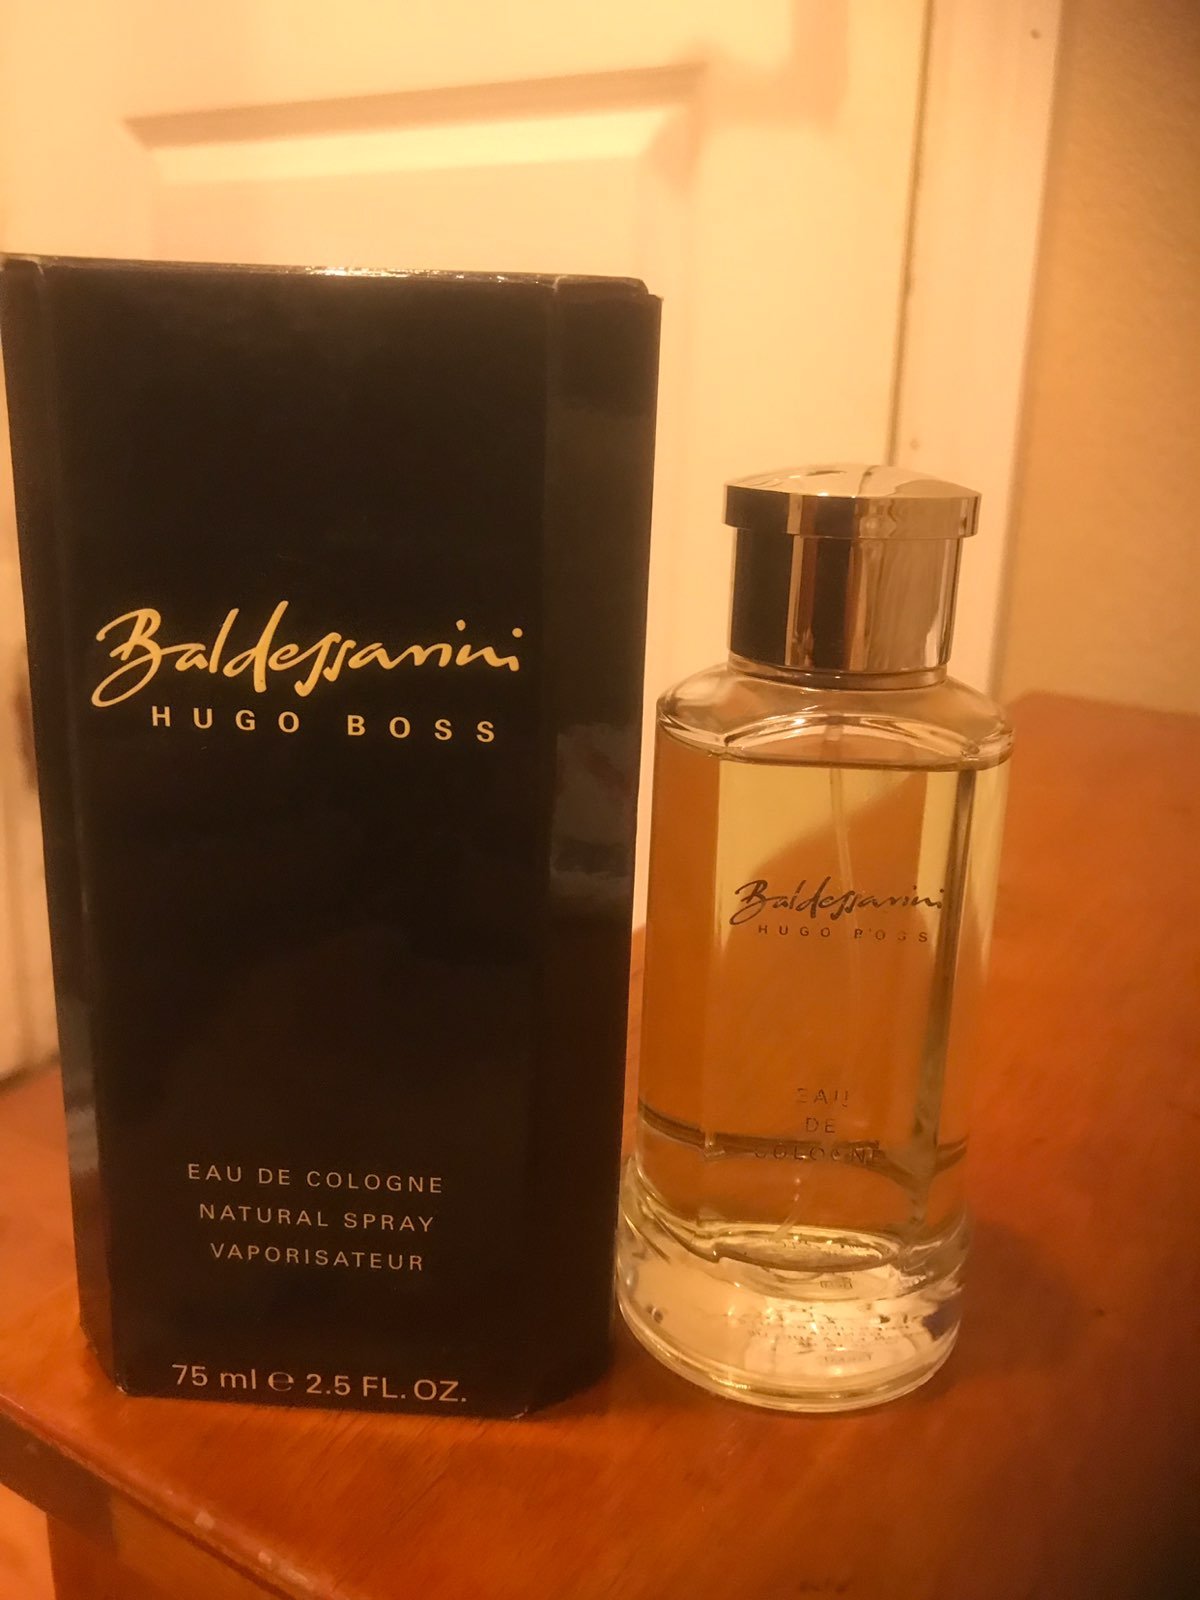 Baldessarini
HUGO BOSS
EAU DE COLOGNE
NATURAL SPRAY
VAPORISATEUR
75 ml ℮ 2.5 FL. OZ.
Baldessarini
HUGO BOSS
EAU
DE
COLOGNE